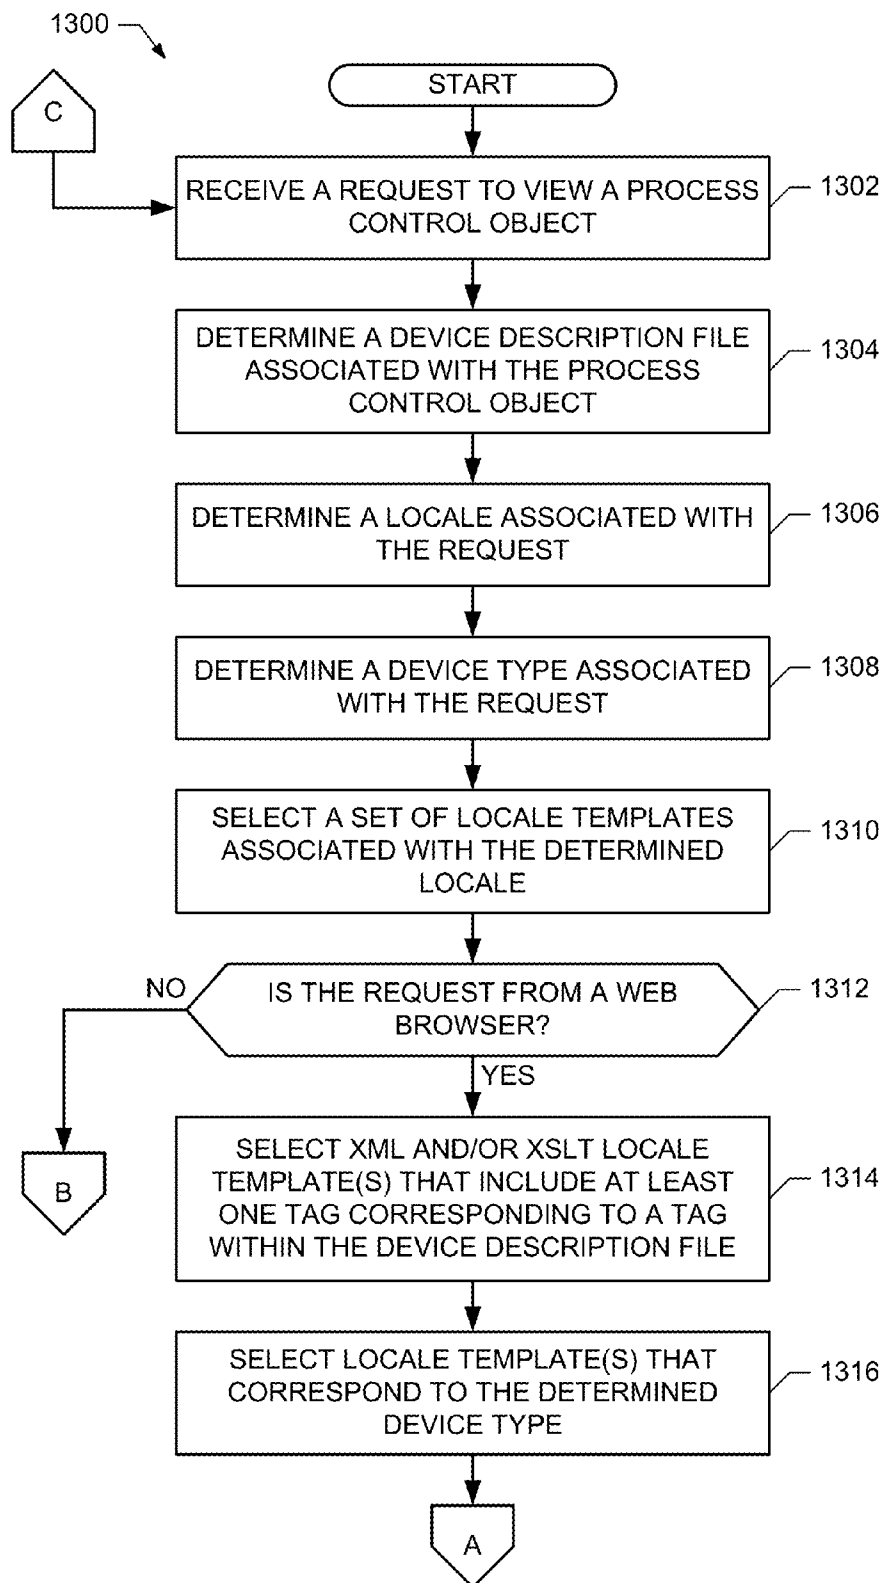 1300
START
C
RECEIVE A REQUEST TO VIEW A PROCESS
CONTROL OBJECT
1302
DETERMINE A DEVICE DESCRIPTION FILE
ASSOCIATED WITH THE PROCESS
CONTROL OBJECT
1304
DETERMINE A LOCALE ASSOCIATED WITH
THE REQUEST
1306
DETERMINE A DEVICE TYPE ASSOCIATED
WITH THE REQUEST
1308
SELECT A SET OF LOCALE TEMPLATES
ASSOCIATED WITH THE DETERMINED
LOCALE
1310
NO
IS THE REQUEST FROM A WEB
BROWSER?
1312
YES
B
SELECT XML AND/OR XSLT LOCALE
TEMPLATE(S) THAT INCLUDE AT LEAST
ONE TAG CORRESPONDING TO A TAG
WITHIN THE DEVICE DESCRIPTION FILE
1314
SELECT LOCALE TEMPLATE(S) THAT
CORRESPOND TO THE DETERMINED
DEVICE TYPE
1316
A